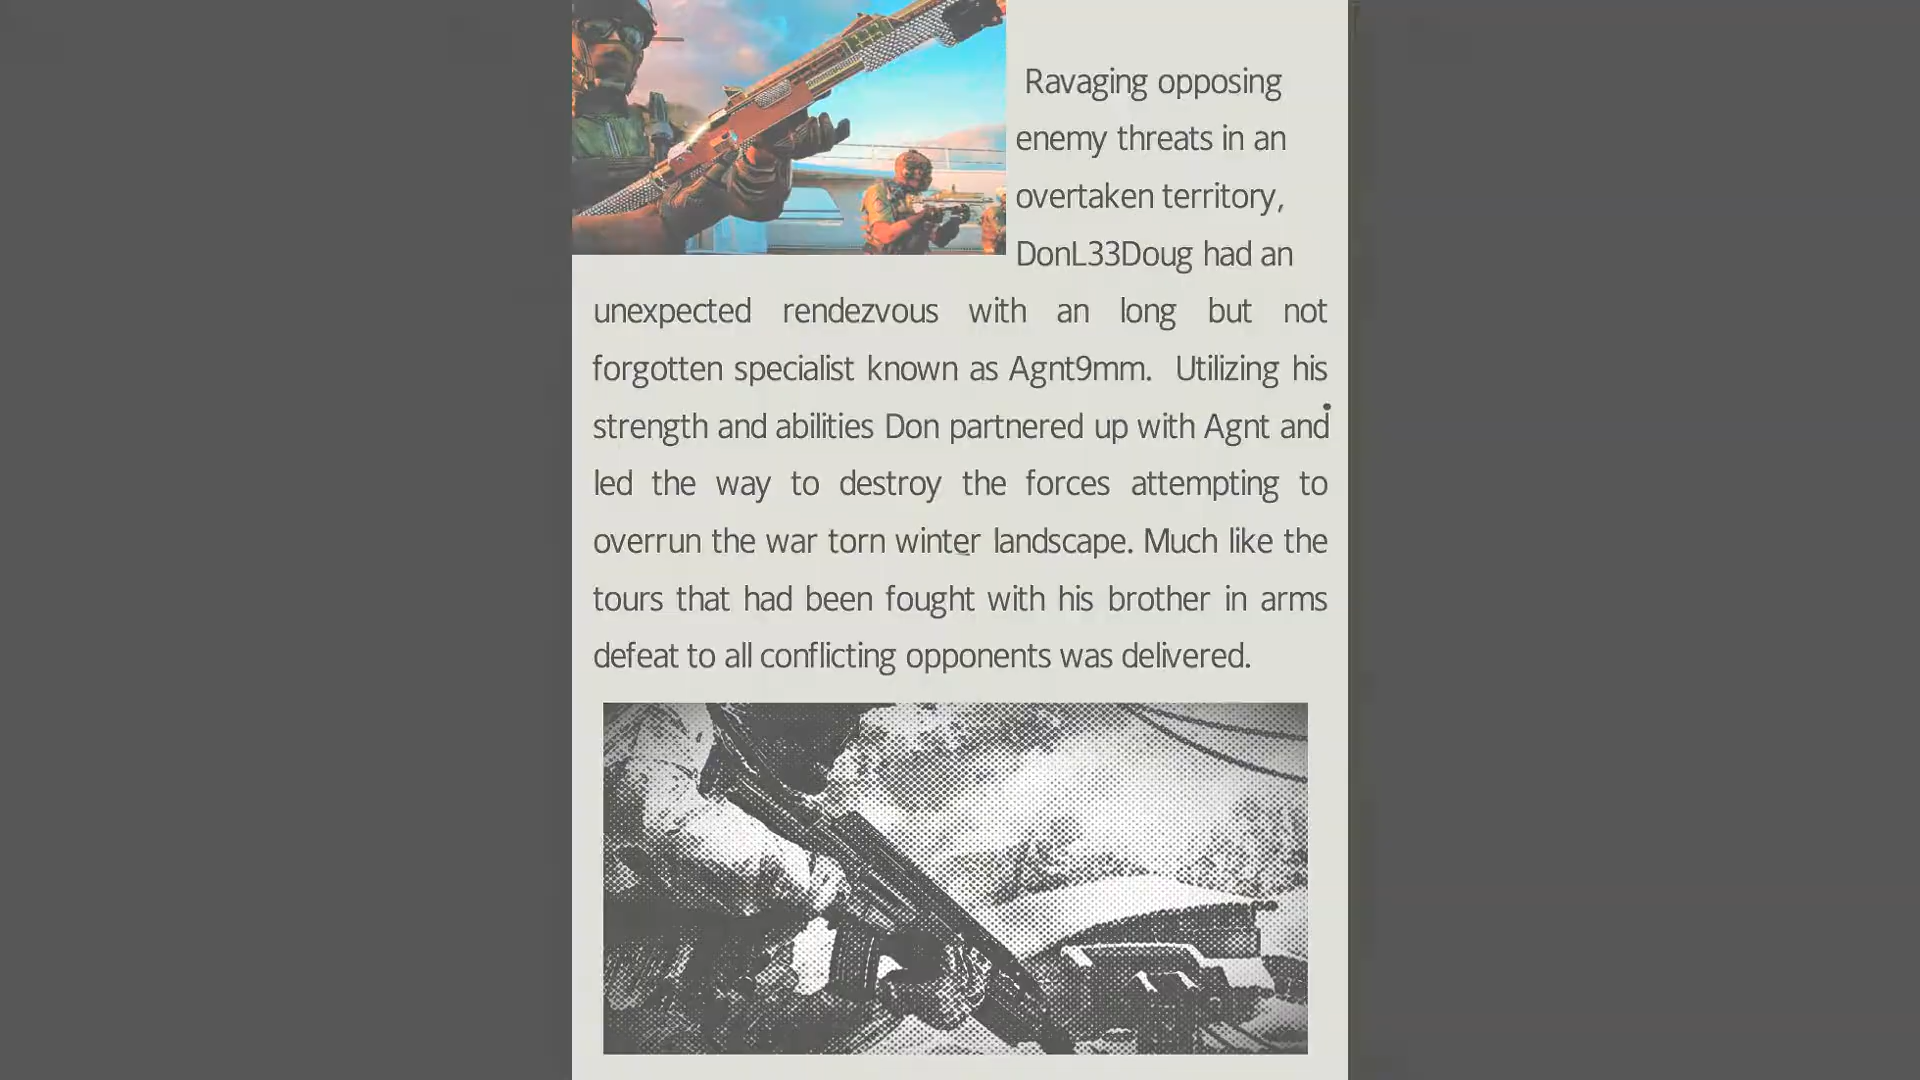 Ravaging opposing
enemy threats in an
overtaken territory,
DonL33Doug had an
unexpected rendezvous with an long but not
forgotten specialist known as Agnt9mm. Utilizing his
strength and abilities Don partnered up with Agnt and
led the way to destroy the forces attempting to
overrun the war torn winter landscape. Much like the
tours that had been fought with his brother in arms
defeat to all conflicting opponents was delivered.